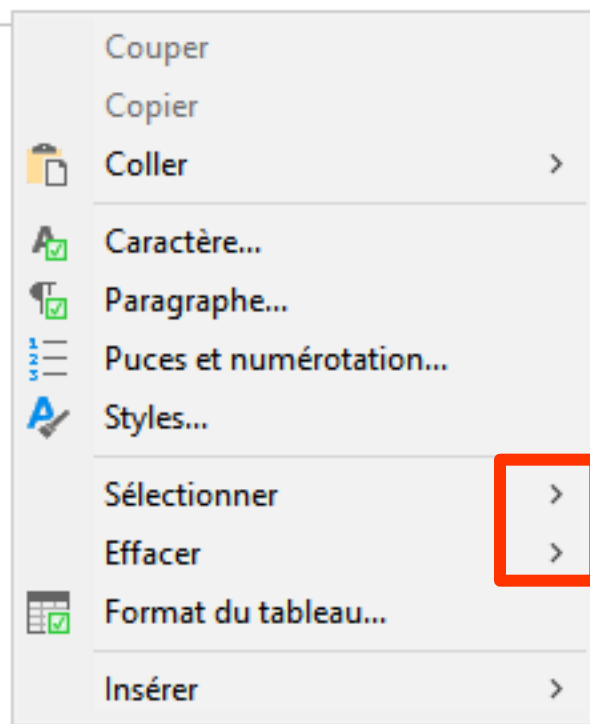 Couper
Copier
Coller
Caractère...
Paragraphe...
Puces et numérotation...
Styles...
Sélectionner
Effacer
Format du tableau...
Insérer